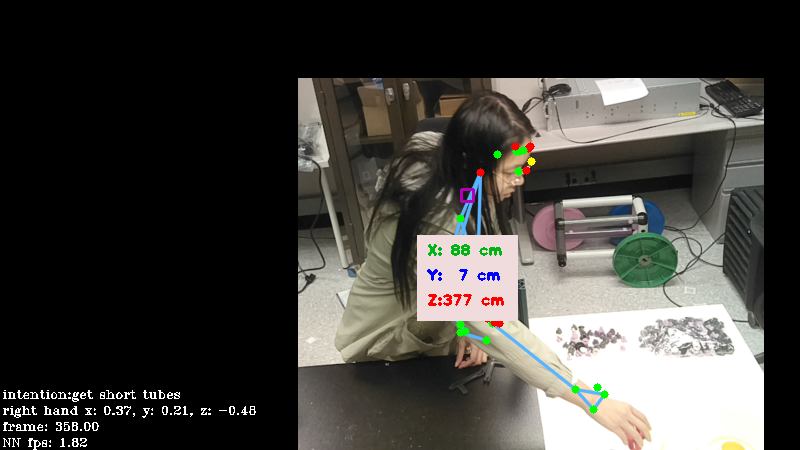 X: 88 cm
Y: 7 cm
Z:377 cm
intention:get short tubes
right hand x: 0.37, y: 0.21, z: -0.48
frame: 358.00
NN fps: 1.82